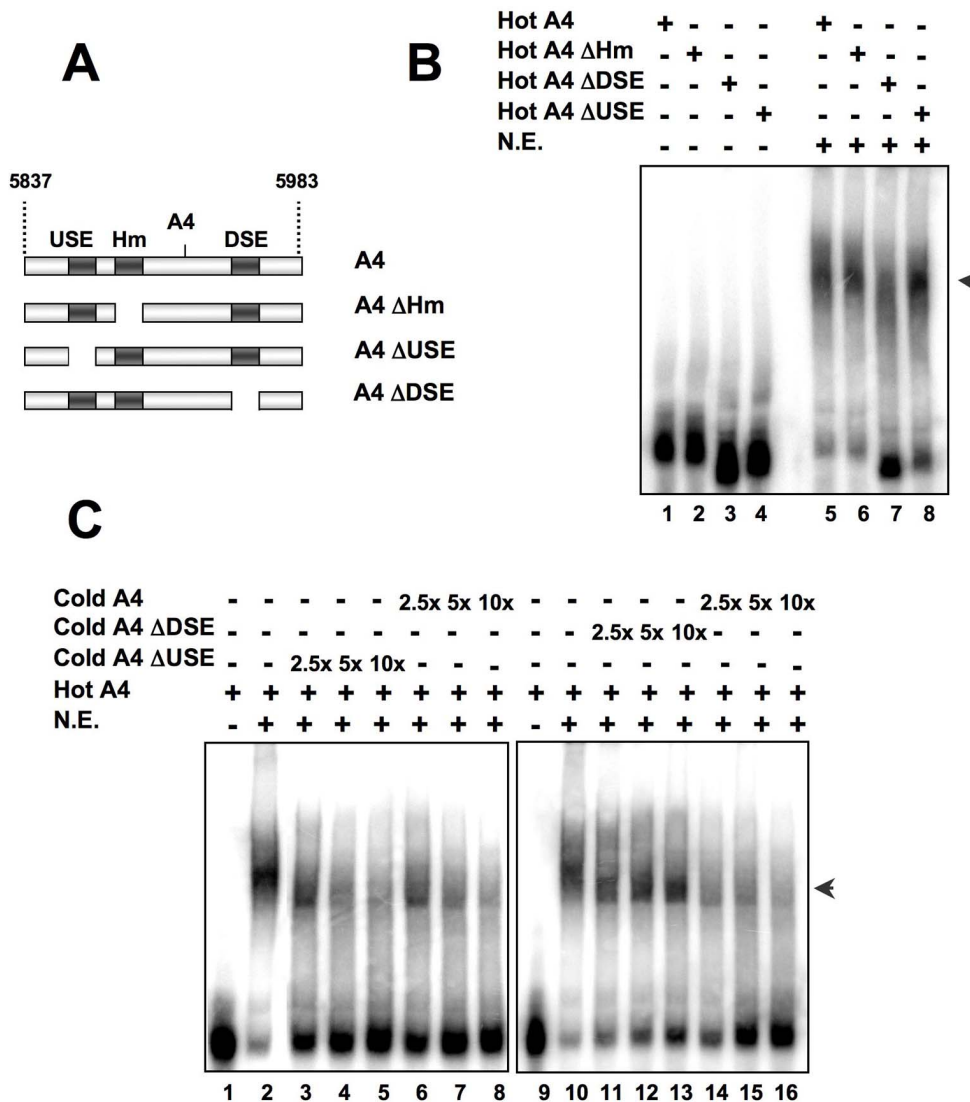 A
5837 5983
USE Hm A4 DSE
A4
A4 ΔHm
A4 ΔUSE
A4 ΔDSE
B
Hot A4 + - - - + - - -
Hot A4 ΔHm - + - - - + - -
Hot A4 ΔDSE - - + - - - + -
Hot A4 ΔUSE - - - + - - - +
N.E. - - - - + + + +
1 2 3 4 5 6 7 8
C
Cold A4 - - - - - 2.5x 5x 10x - - - - - 2.5x 5x 10x
Cold A4 ΔDSE - - - - - - - - - - 2.5x 5x 10x - - -
Cold A4 ΔUSE - - 2.5x 5x 10x - - - - - - - - - - -
Hot A4 + + + + + + + + + + + + + + + +
N.E. - + + + + + + + - + + + + + + +
1 2 3 4 5 6 7 8 9 10 11 12 13 14 15 16